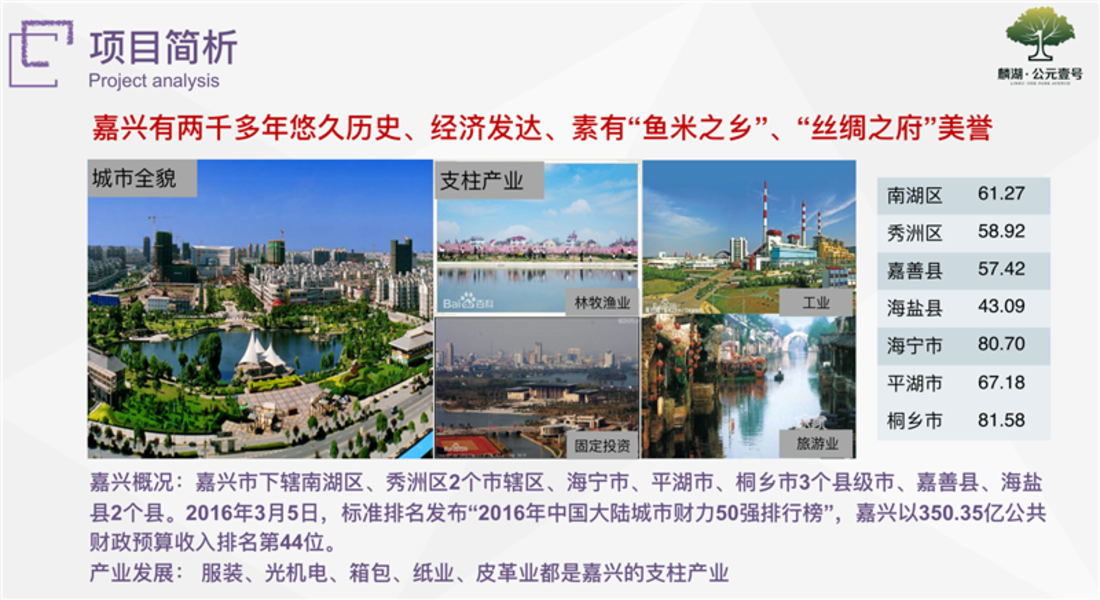 项目简析
Project analysis
麟湖·公元壹号
嘉兴有两千多年悠久历史、经济发达、素有“鱼米之乡”、“丝绸之府”美誉
城市全貌
支柱产业
Bai百科
林牧渔业
工业
固定投资
旅游业
南湖区 61.27
秀洲区 58.92
嘉善县 57.42
海盐县 43.09
海宁市 80.70
平湖市 67.18
桐乡市 81.58
嘉兴概况：嘉兴市下辖南湖区、秀洲区2个市辖区、海宁市、平湖市、桐乡市3个县级市、嘉善县、海盐
县2个县。2016年3月5日，标准排名发布“2016年中国大陆城市财力50强排行榜”，嘉兴以350.35亿公共
财政预算收入排名第44位。
产业发展： 服装、光机电、箱包、纸业、皮革业都是嘉兴的支柱产业